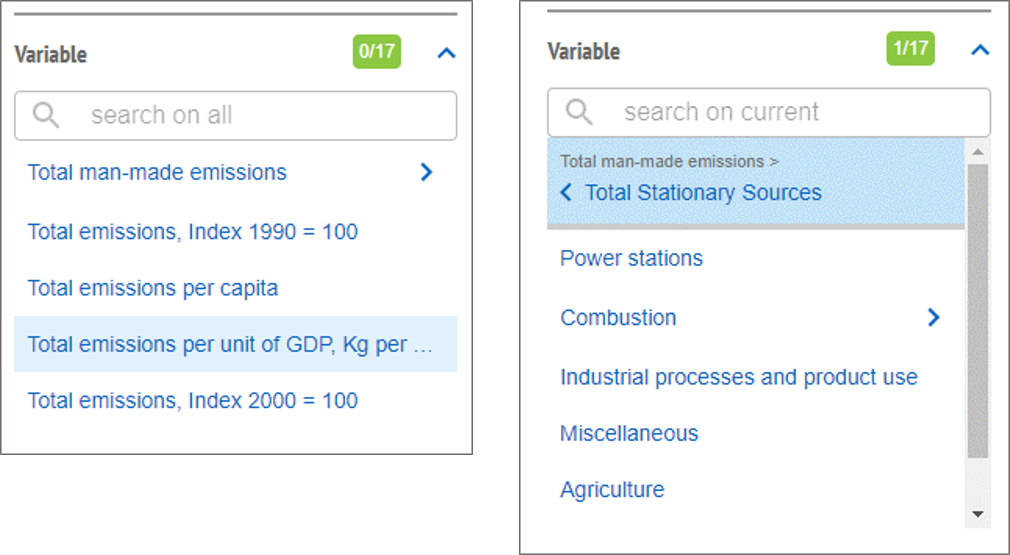 Variable
0/17
search on all
Total man-made emissions
Total emissions, Index 1990 = 100
Total emissions per capita
Total emissions per unit of GDP, Kg per ...
Total emissions, Index 2000 = 100
Variable
1/17
search on current
Total man-made emissions >
Total Stationary Sources
Power stations
Combustion
Industrial processes and product use
Miscellaneous
Agriculture